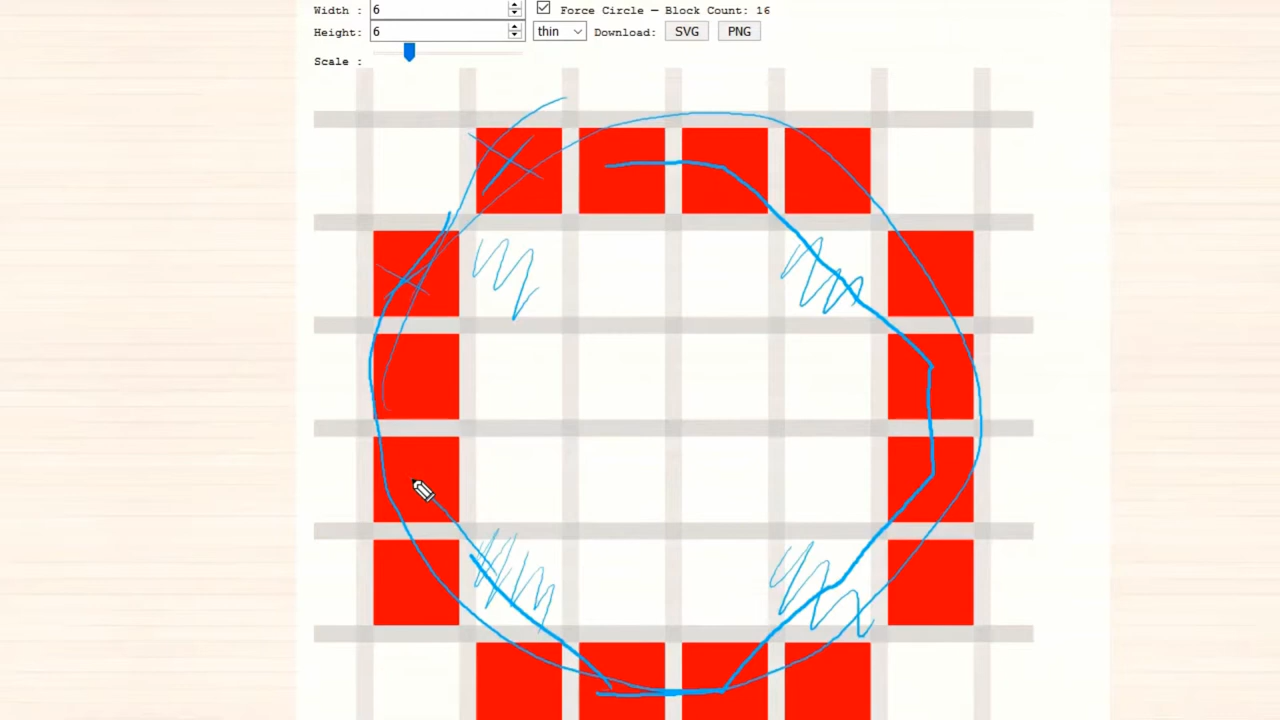 Width : 6 Force Circle — Block Count: 16
Height: 6 thin Download: SVG PNG
Scale :